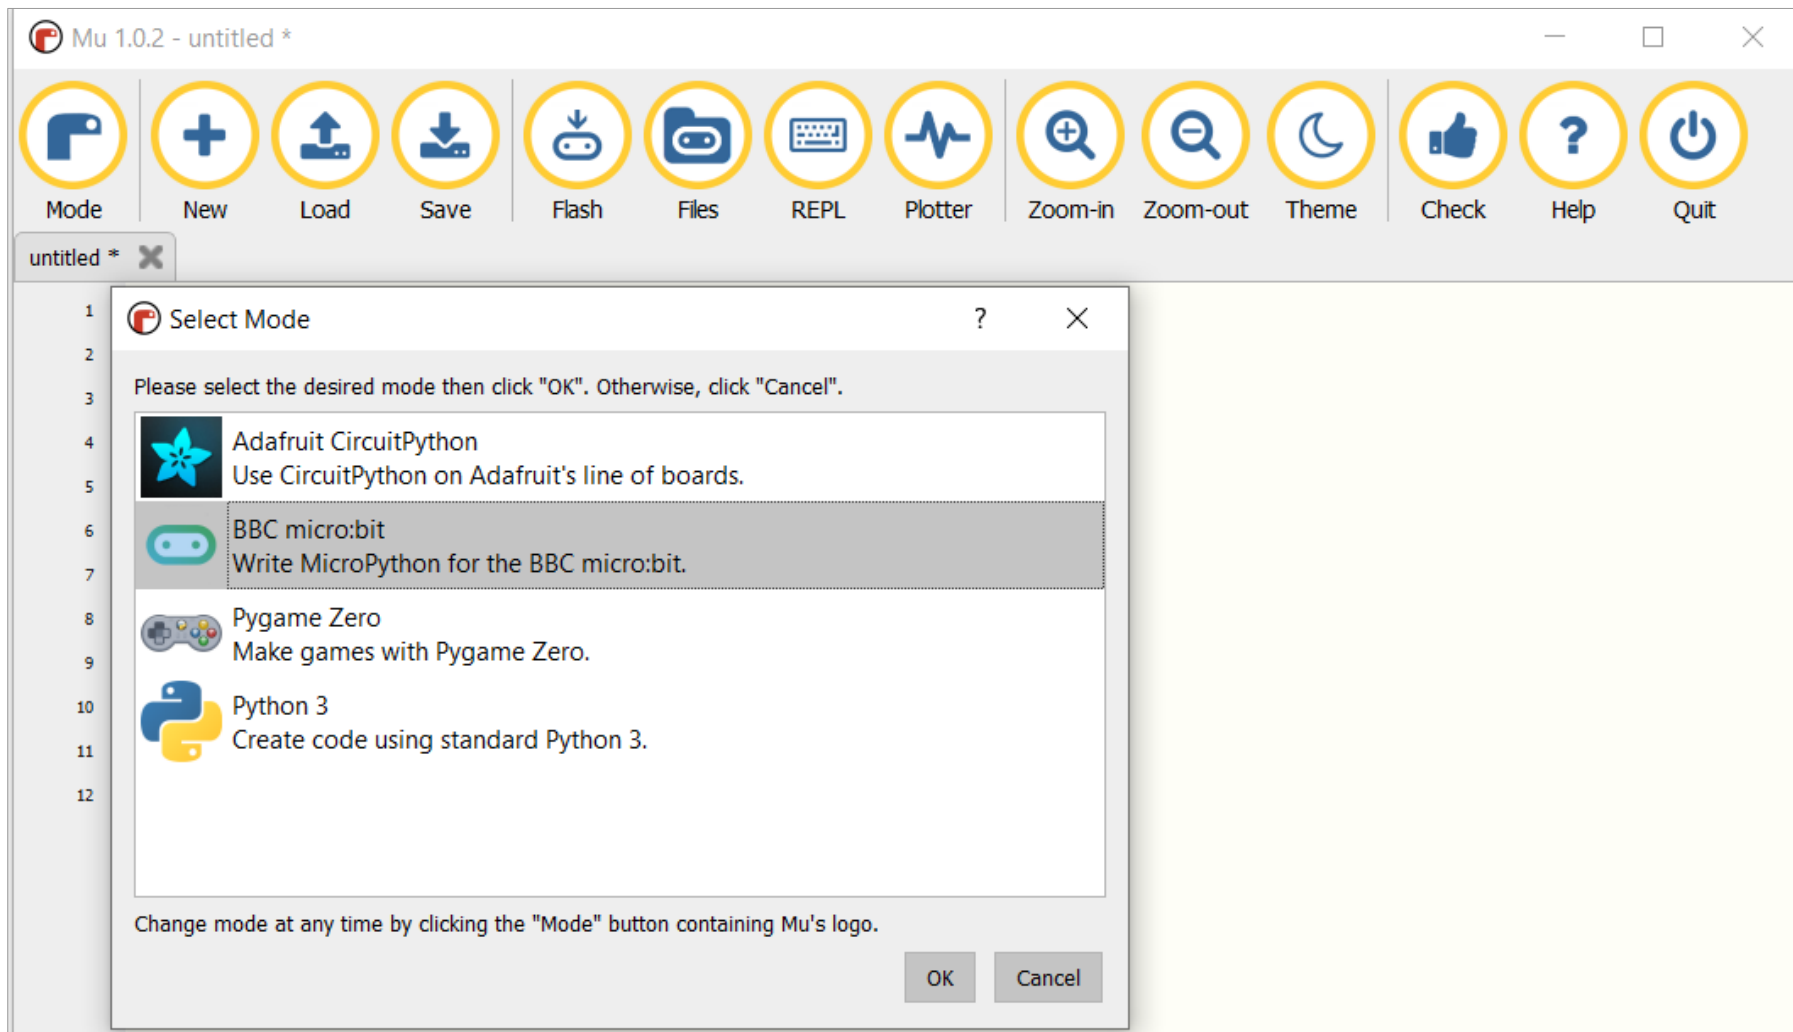 Mu 1.0.2 - untitled *
Mode New Load Save Flash Files REPL Plotter Zoom-in Zoom-out Theme Check Help Quit
untitled *
1
2
3
4
5
6
7
8
9
10
11
12
Select Mode
Please select the desired mode then click "OK". Otherwise, click "Cancel".
Adafruit CircuitPython
Use CircuitPython on Adafruit's line of boards.
BBC micro:bit
Write MicroPython for the BBC micro:bit.
Pygame Zero
Make games with Pygame Zero.
Python 3
Create code using standard Python 3.
Change mode at any time by clicking the "Mode" button containing Mu's logo.
OK Cancel